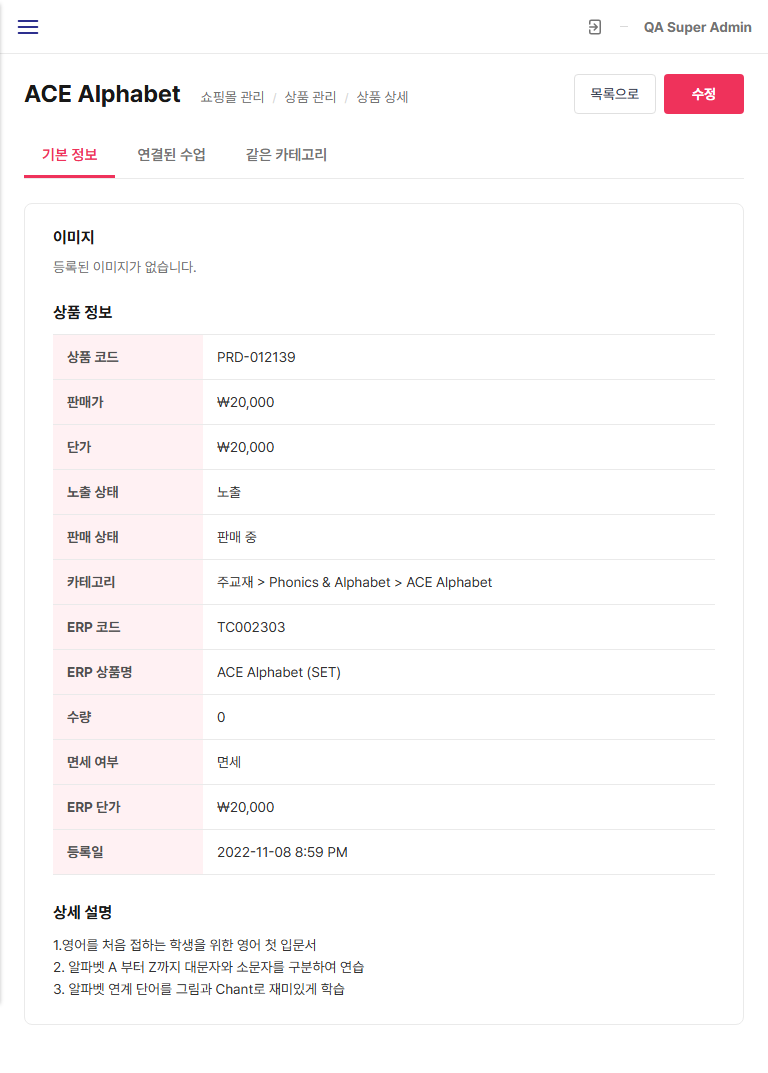 QA Super Admin
ACE Alphabet 쇼핑몰 관리 / 상품 관리 / 상품 상세 목록으로 수정
기본 정보 연결된 수업 같은 카테고리
이미지
등록된 이미지가 없습니다.
상품 정보
상품 코드 PRD-012139
판매가 ₩20,000
단가 ₩20,000
노출 상태 노출
판매 상태 판매 중
카테고리 주교재 > Phonics & Alphabet > ACE Alphabet
ERP 코드 TC002303
ERP 상품명 ACE Alphabet (SET)
수량 0
면세 여부 면세
ERP 단가 ₩20,000
등록일 2022-11-08 8:59 PM
상세 설명
1.영어를 처음 접하는 학생을 위한 영어 첫 입문서
2. 알파벳 A 부터 Z까지 대문자와 소문자를 구분하여 연습
3. 알파벳 연계 단어를 그림과 Chant로 재미있게 학습